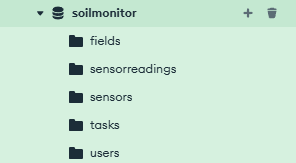 soilmonitor
fields
sensorreadings
sensors
tasks
users